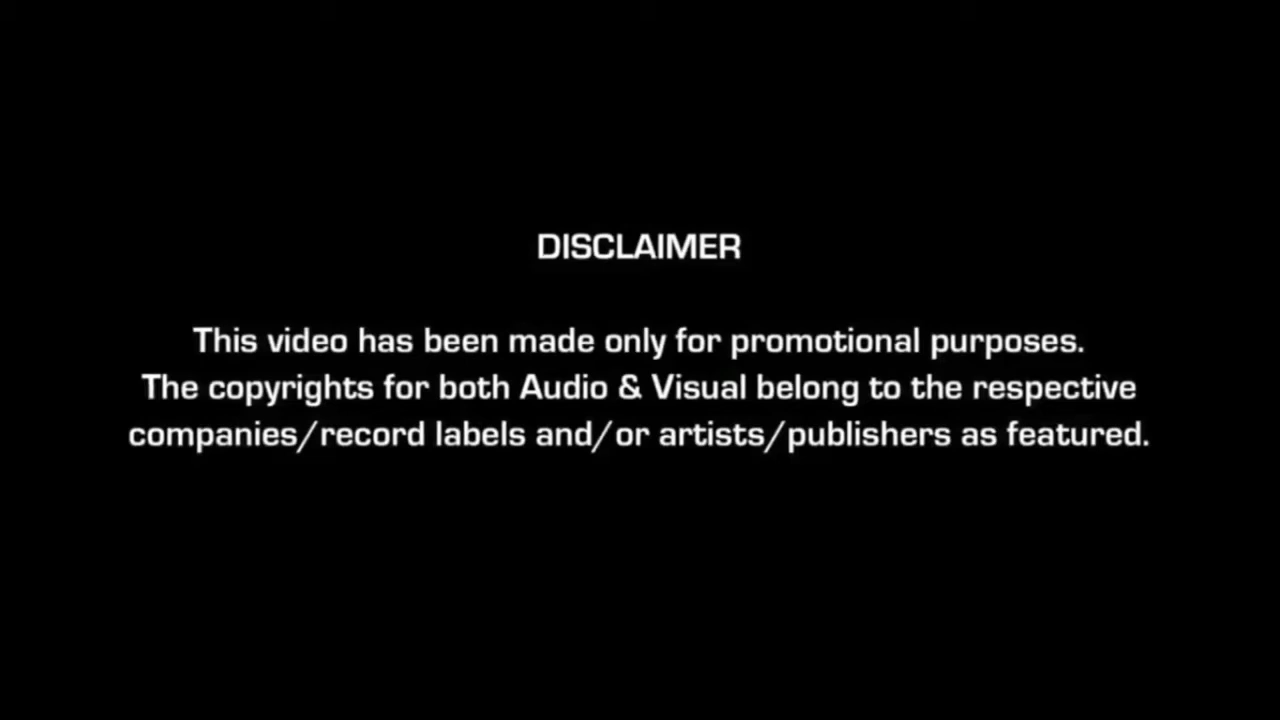 DISCLAIMER
This video has been made only for promotional purposes.
The copyrights for both Audio & Visual belong to the respective
companies/record labels and/or artists/publishers as featured.